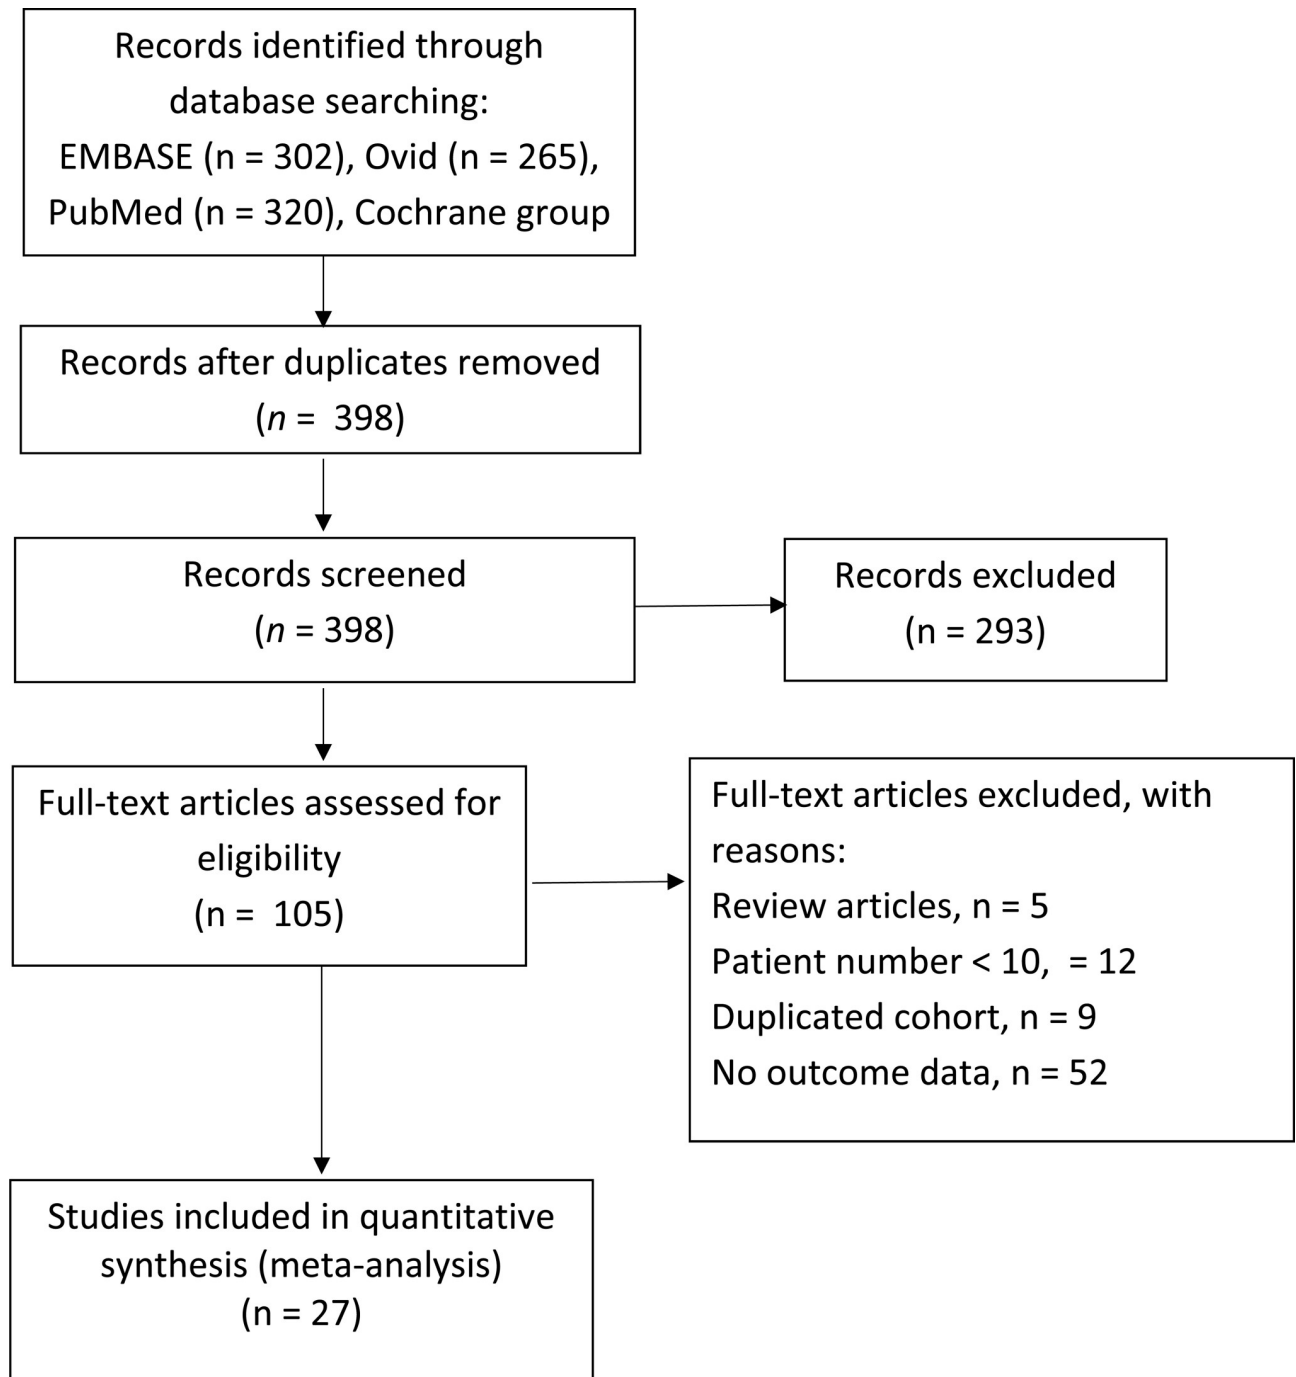 Records identified through
database searching:
EMBASE (n = 302), Ovid (n = 265),
PubMed (n = 320), Cochrane group
Records after duplicates removed
(n = 398)
Records screened
(n = 398)
Records excluded
(n = 293)
Full-text articles assessed for
eligibility
(n = 105)
Full-text articles excluded, with
reasons:
Review articles, n = 5
Patient number < 10, = 12
Duplicated cohort, n = 9
No outcome data, n = 52
Studies included in quantitative
synthesis (meta-analysis)
(n = 27)